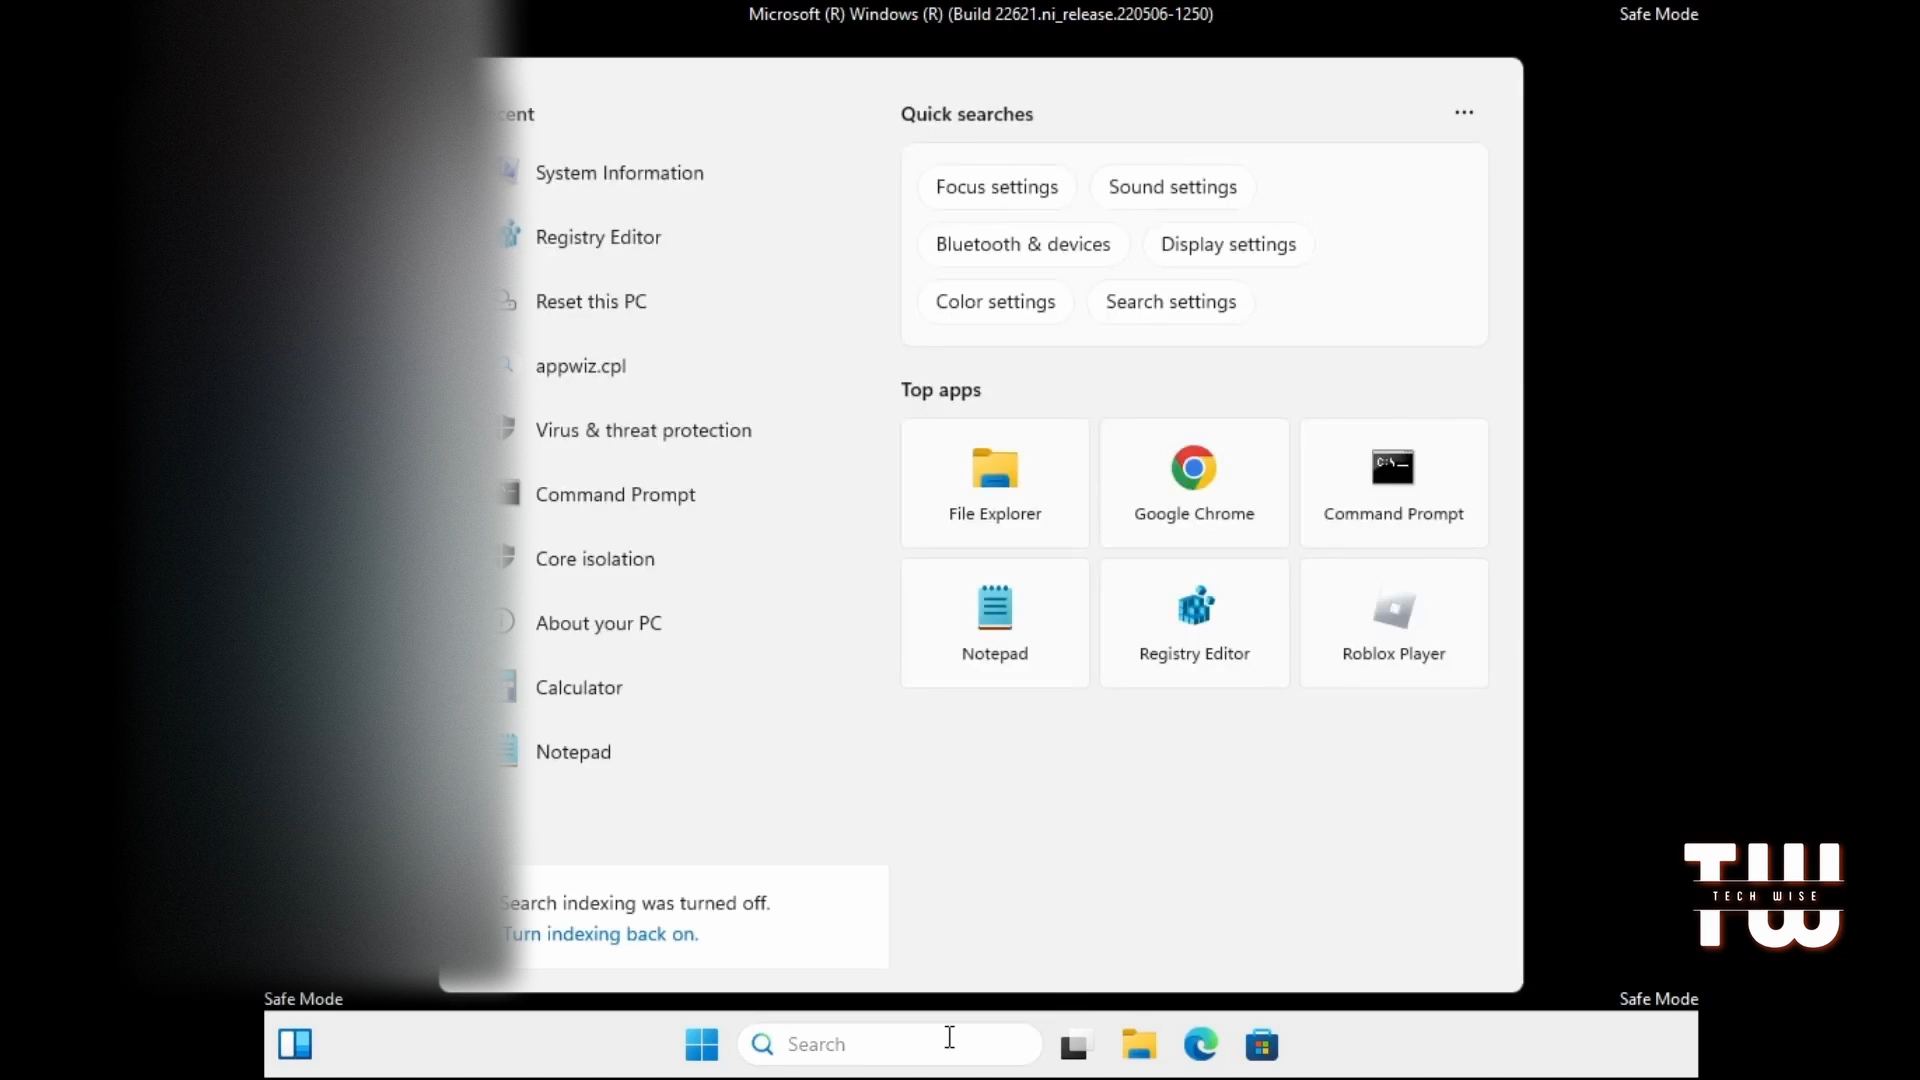 Microsoft (R) Windows (R) (Build 22621.ni_release.220506-1250)
Safe Mode
System Information
Registry Editor
Reset this PC
appwiz.cpl
Virus & threat protection
Command Prompt
Core isolation
About your PC
Calculator
Notepad
Search indexing was turned off.
Turn indexing back on.
Quick searches
Focus settings
Sound settings
Bluetooth & devices
Display settings
Color settings
Search settings
Top apps
File Explorer
Google Chrome
Command Prompt
Notepad
Registry Editor
Roblox Player
TW
TECH WISE
Safe Mode
Safe Mode
Search